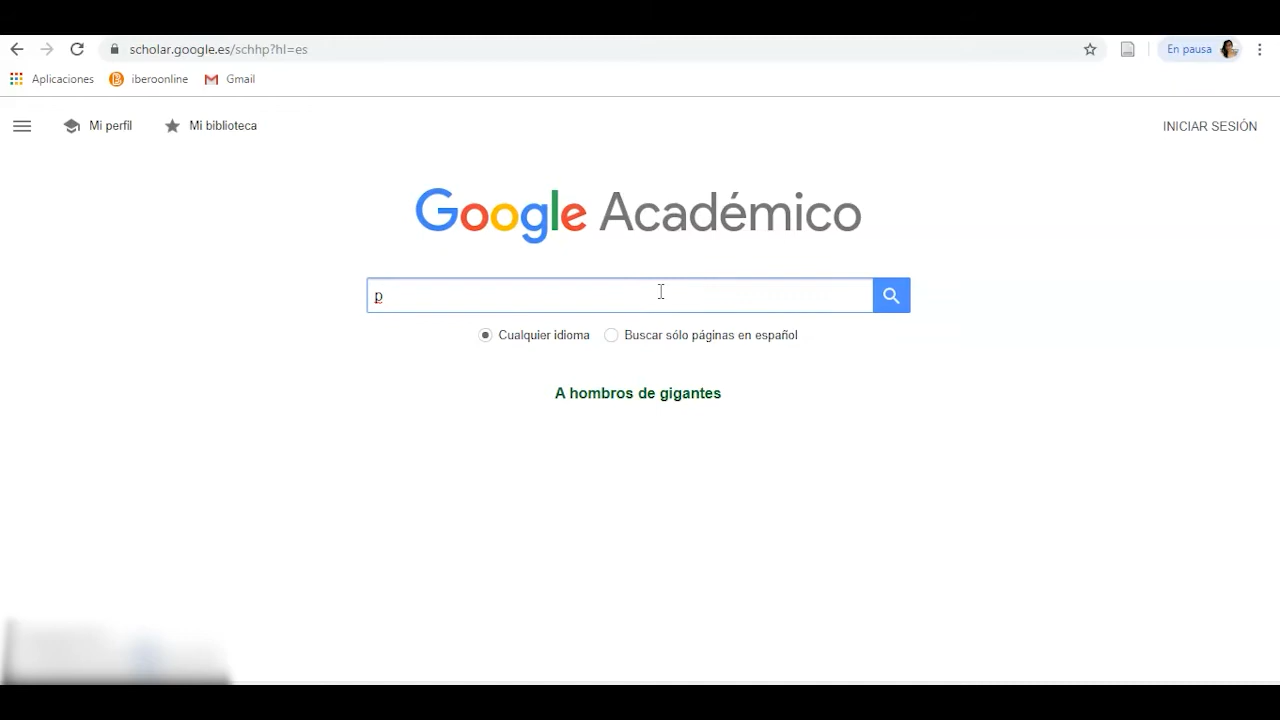 scholar.google.es/schhp?hl=es
En pausa
Aplicaciones iberoonline Gmail
Mi perfil Mi biblioteca INICIAR SESIÓN
Google Académico
p
Cualquier idioma Buscar sólo páginas en español
A hombros de gigantes